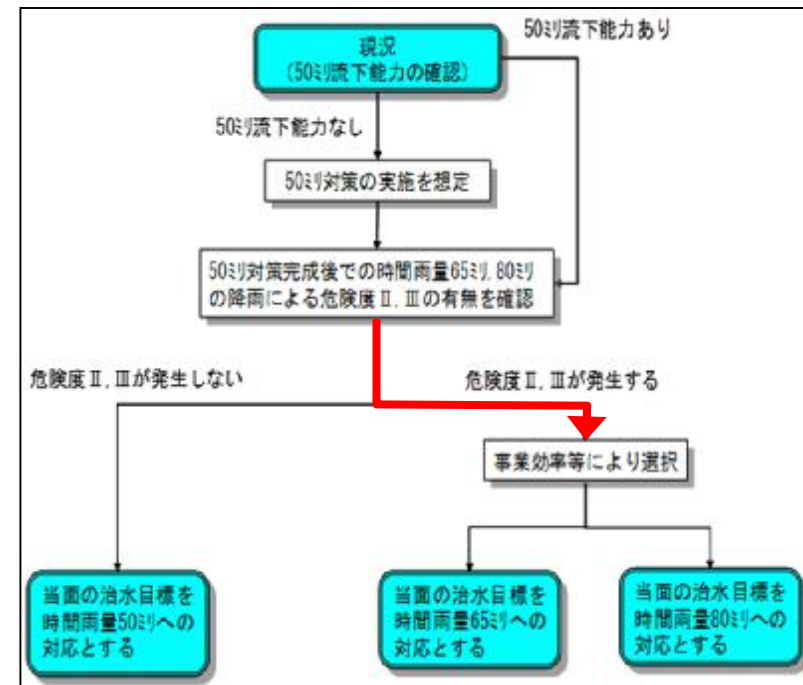 50ミリ流下能力あり
現況
(50ミリ流下能力の確認)
50ミリ流下能力なし
50ミリ対策の実施を想定
50ミリ対策完成後での時間雨量65ミリ,80ミリ
の降雨による危険度Ⅱ,Ⅲの有無を確認
危険度Ⅱ,Ⅲが発生しない
危険度Ⅱ,Ⅲが発生する
事業効率等により選択
当面の治水目標を
時間雨量50ミリへの
対応とする
当面の治水目標を
時間雨量65ミリへの
対応とする
当面の治水目標を
時間雨量80ミリへの
対応とする